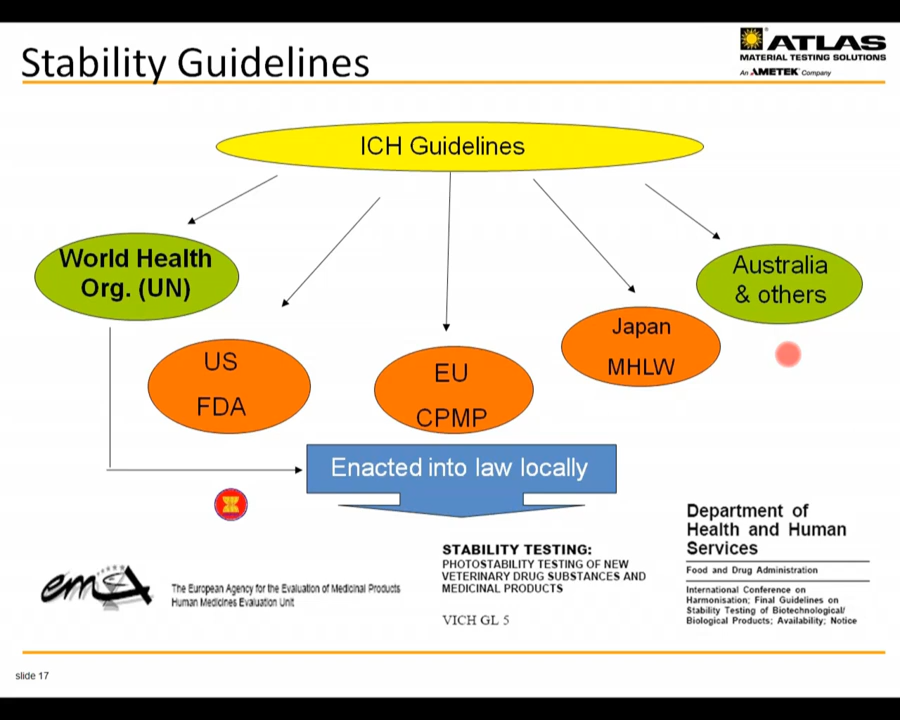 Stability Guidelines
ATLAS
MATERIAL TESTING SOLUTIONS
An AMETEK Company
ICH Guidelines
World Health
Org. (UN)
Australia
& others
US
FDA
EU
CPMP
Japan
MHLW
Enacted into law locally
emea
The European Agency for the Evaluation of Medicinal Products
Human Medicines Evaluation Unit
STABILITY TESTING:
PHOTOSTABILITY TESTING OF NEW
VETERINARY DRUG SUBSTANCES AND
MEDICINAL PRODUCTS
VICH GL 5
Department of
Health and Human
Services
Food and Drug Administration
International Conference on
Harmonisation; Final Guidelines on
Stability Testing of Biotechnological/
Biological Products; Availability; Notice
slide 17